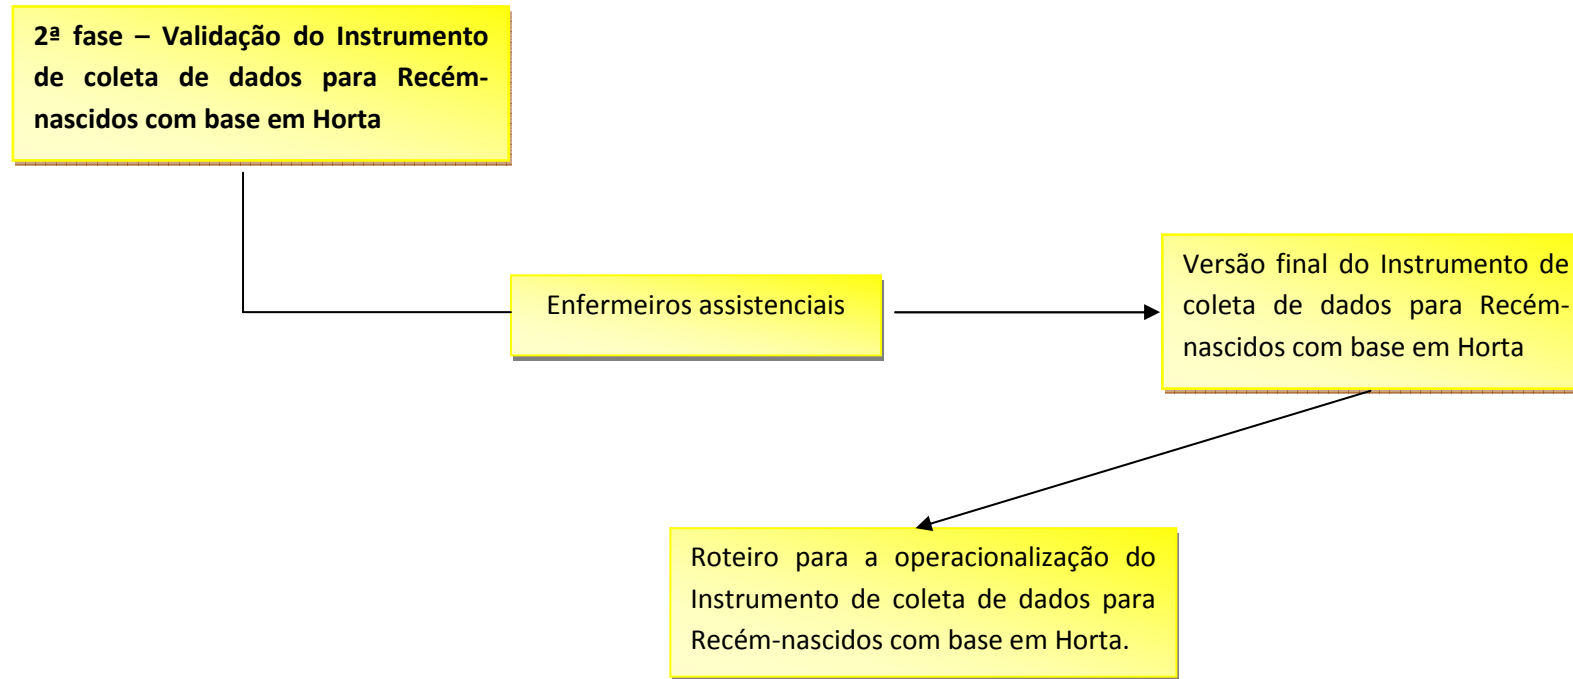 2ª fase – Validação do Instrumento
de coleta de dados para Recém-
nascidos com base em Horta
Enfermeiros assistenciais
Versão final do Instrumento de
coleta de dados para Recém-
nascidos com base em Horta
Roteiro para a operacionalização do
Instrumento de coleta de dados para
Recém-nascidos com base em Horta.